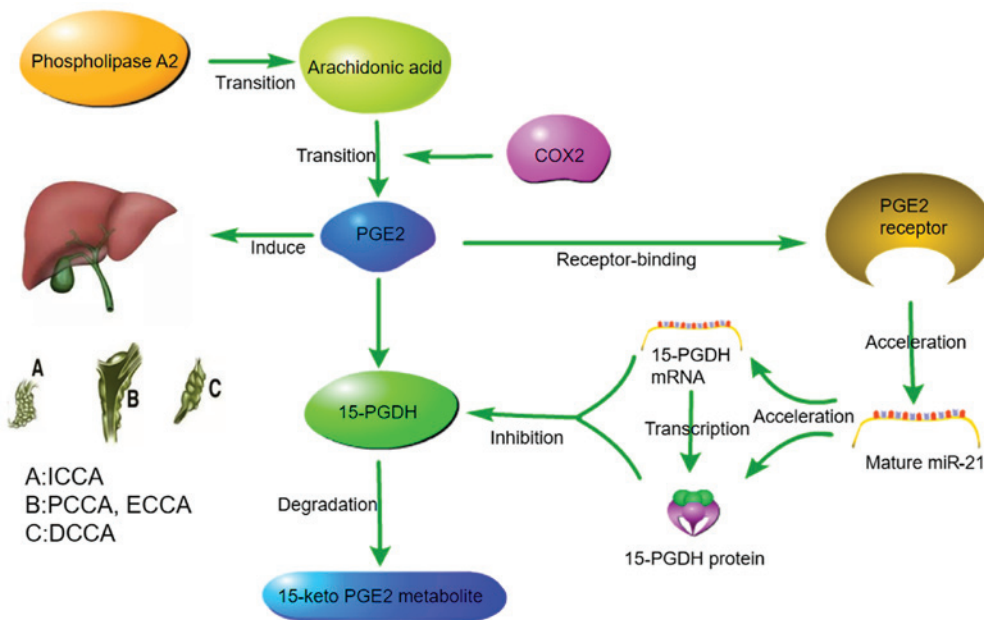 Phospholipase A2
Transition
Arachidonic acid
Transition
COX2
PGE2
Induce
Receptor-binding
PGE2
receptor
Acceleration
A
B
C
15-PGDH
mRNA
15-PGDH
Inhibition
Transcription
Acceleration
Mature miR-21
A:ICCA
B:PCCA, ECCA
C:DCCA
Degradation
15-PGDH protein
15-keto PGE2 metabolite